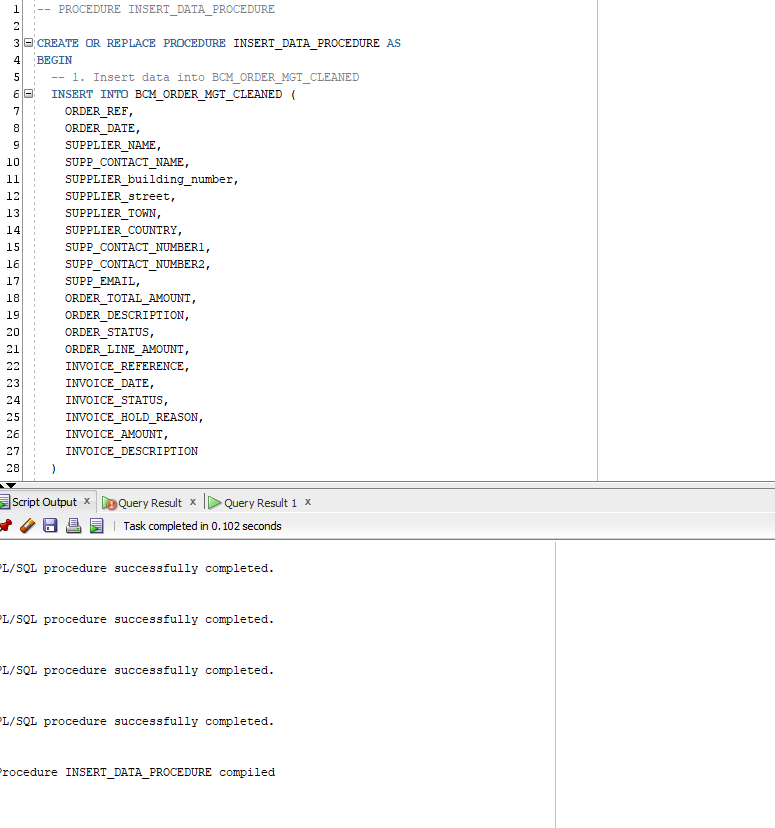 1 -- PROCEDURE INSERT_DATA_PROCEDURE
2
3 CREATE OR REPLACE PROCEDURE INSERT_DATA_PROCEDURE AS
4 BEGIN
5 -- 1. Insert data into BCM_ORDER_MGT_CLEANED
6 INSERT INTO BCM_ORDER_MGT_CLEANED (
7 ORDER_REF,
8 ORDER_DATE,
9 SUPPLIER_NAME,
10 SUPP_CONTACT_NAME,
11 SUPPLIER_building_number,
12 SUPPLIER_street,
13 SUPPLIER_TOWN,
14 SUPPLIER_COUNTRY,
15 SUPP_CONTACT_NUMBER1,
16 SUPP_CONTACT_NUMBER2,
17 SUPP_EMAIL,
18 ORDER_TOTAL_AMOUNT,
19 ORDER_DESCRIPTION,
20 ORDER_STATUS,
21 ORDER_LINE_AMOUNT,
22 INVOICE_REFERENCE,
23 INVOICE_DATE,
24 INVOICE_STATUS,
25 INVOICE_HOLD_REASON,
26 INVOICE_AMOUNT,
27 INVOICE_DESCRIPTION
28 )
Script Output x Query Result x Query Result 1 x
Task completed in 0.102 seconds
PL/SQL procedure successfully completed.
PL/SQL procedure successfully completed.
PL/SQL procedure successfully completed.
PL/SQL procedure successfully completed.
Procedure INSERT_DATA_PROCEDURE compiled